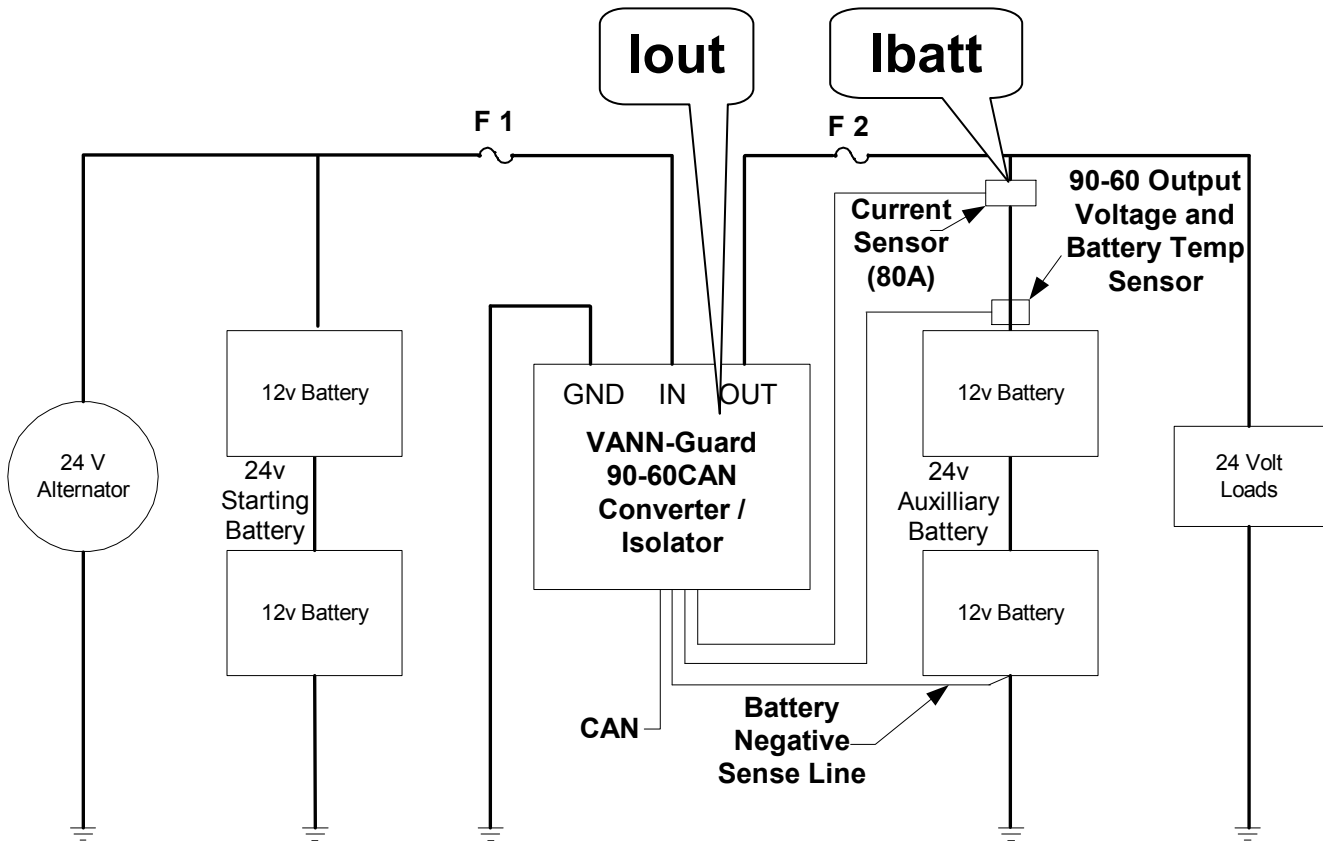 Iout
Ibatt
F 1
F 2
Current
Sensor
(80A)
90-60 Output
Voltage and
Battery Temp
Sensor
GND IN OUT
VANN-Guard
90-60CAN
Converter /
Isolator
24 V
Alternator
12v Battery
24v
Starting
Battery
12v Battery
12v Battery
24v
Auxilliary
Battery
12v Battery
24 Volt
Loads
CAN
Battery
Negative
Sense Line